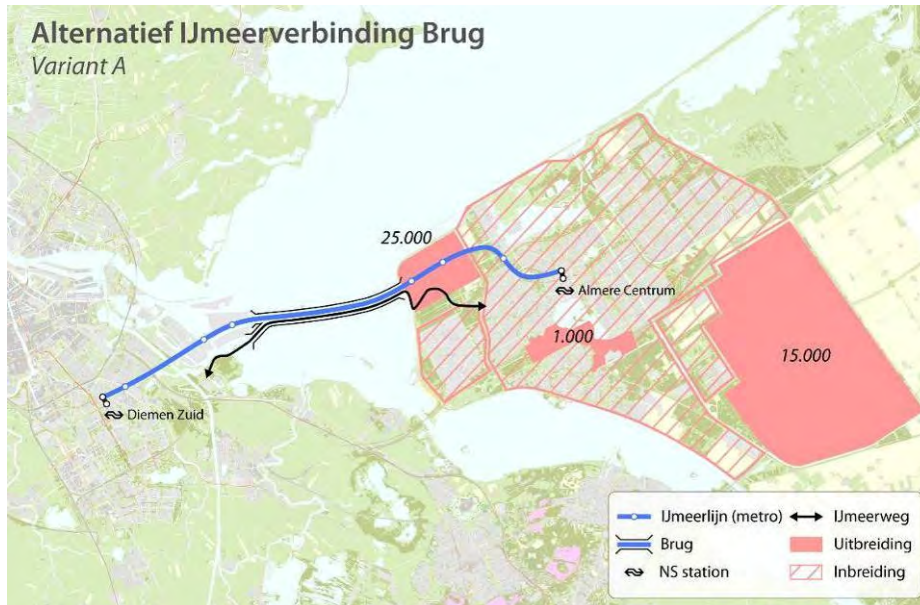 Alternatief IJmeerverbinding Brug
Variant A
25.000
Almere Centrum
1.000
15.000
Diemen Zuid
IJmeerlijn (metro)
IJmeerweg
Brug
Uitbreiding
NS station
Inbreiding